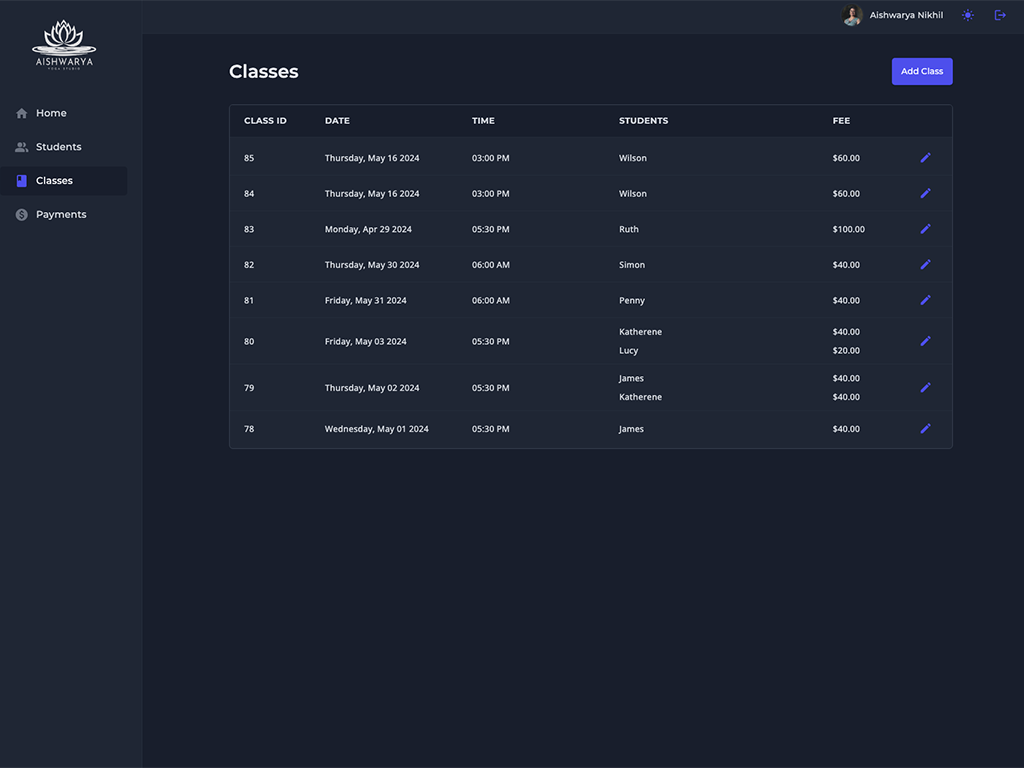 Aishwarya Nikhil
AISHWARYA
YOGA STUDIO
Home
Students
Classes
Payments
Classes
Add Class
CLASS ID DATE TIME STUDENTS FEE
85 Thursday, May 16 2024 03:00 PM Wilson $60.00
84 Thursday, May 16 2024 03:00 PM Wilson $60.00
83 Monday, Apr 29 2024 05:30 PM Ruth $100.00
82 Thursday, May 30 2024 06:00 AM Simon $40.00
81 Friday, May 31 2024 06:00 AM Penny $40.00
80 Friday, May 03 2024 05:30 PM Katherene $40.00
Lucy $20.00
79 Thursday, May 02 2024 05:30 PM James $40.00
Katherene $40.00
78 Wednesday, May 01 2024 05:30 PM James $40.00